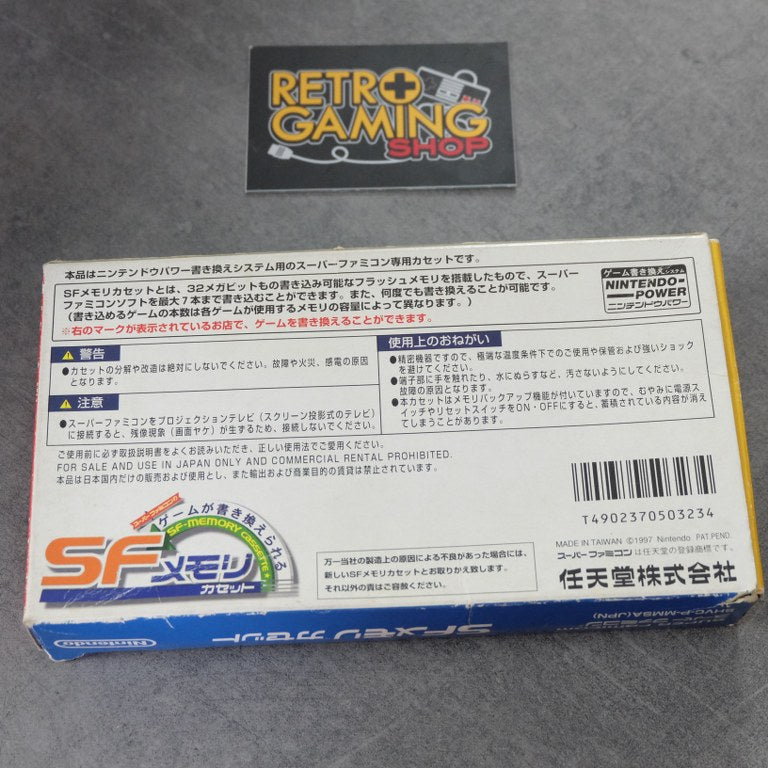 RETRO
GAMING
SHOP
本品はニンテンドウパワー書き換えシステム用のスーパーファミコン専用カセットです。
SFメモリカセットとは、32メガビットもの書き込み可能なフラッシュメモリを搭載したもので、スーパー
ファミコンソフトを最大7本まで書き込むことができます。また、何度でも書き換えることが可能です。
(書き込めるゲームの本数は各ゲームが使用するメモリの容量によって異なります。)
※右のマークが表示されているお店で、ゲームを書き換えることができます。
ゲーム書き換えシステム
NINTENDO
POWER
ニンテンドウパワー
警告
●カセットの分解や改造は絶対にしないでください。故障や火災、感電の原因
となります。
注意
●スーパーファミコンをプロジェクションテレビ(スクリーン投影式のテレビ)
に接続すると、残像現象(画面ヤケ)が生ずるため、接続しないでください。
使用上のおねがい
●精密機器ですので、極端な温度条件下でのご使用や保管および強いショック
を避けてください。
●端子部に手を触れたり、水にぬらすなど、汚さないようにしてください。
故障の原因となります。
●本カセットはメモリバックアップ機能が付いていますので、むやみに電源ス
イッチやリセットスイッチをON・OFFにすると、蓄積されている内容が消え
てしまうことがあります。
ご使用前に必ず取扱説明書をよくお読みいただき、正しい使用法でご愛用ください。
FOR SALE AND USE IN JAPAN ONLY AND COMMERCIAL RENTAL PROHIBITED.
本品は日本国内だけの販売および使用とし、また輸出および商業目的の賃貸は禁止されています。
T4902370503234
スーパーファミコン!!
ゲームが書き換えられる
SF-MEMORY CASSETTE
SFメモリ
カセット
万一当社の製造上の原因による不良があった場合には、
新しいSFメモリカセットとお取りかえ致します。
それ以外の責はご容赦ください。
MADE IN TAIWAN ©1997 Nintendo PAT.PEND.
スーパーファミコンは任天堂の登録商標です。
任天堂株式会社
Nintendo
SFメモリ カセット
SHVC-P-MMSA(JPN)